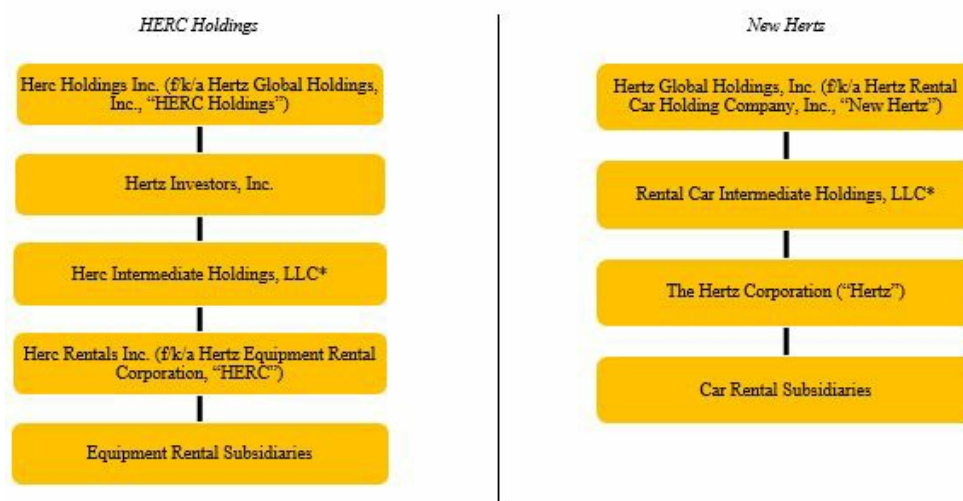 HERC Holdings
Herc Holdings Inc. (f/k/a Hertz Global Holdings,
Inc., “HERC Holdings”)
Hertz Investors, Inc.
Herc Intermediate Holdings, LLC*
Herc Rentals Inc. (f/k/a Hertz Equipment Rental
Corporation, “HERC”)
Equipment Rental Subsidiaries
New Hertz
Hertz Global Holdings, Inc. (f/k/a Hertz Rental
Car Holding Company, Inc., “New Hertz”)
Rental Car Intermediate Holdings, LLC*
The Hertz Corporation (“Hertz”)
Car Rental Subsidiaries